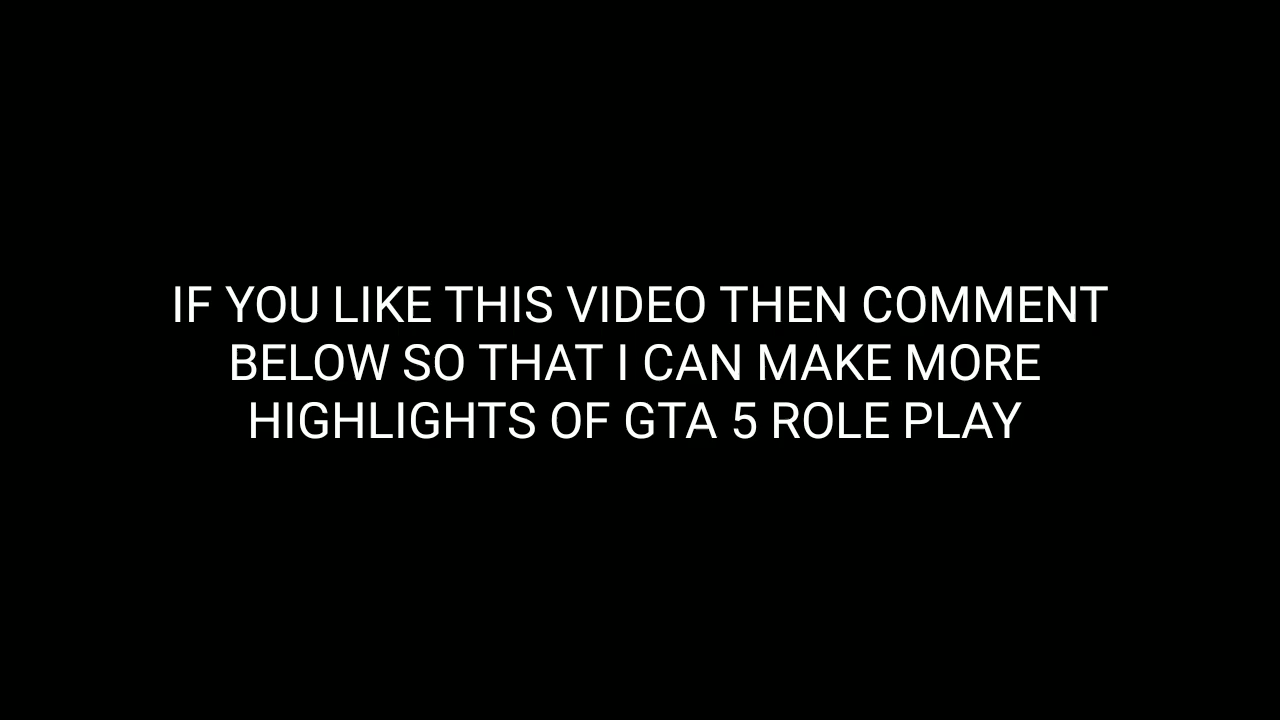 IF YOU LIKE THIS VIDEO THEN COMMENT
BELOW SO THAT I CAN MAKE MORE
HIGHLIGHTS OF GTA 5 ROLE PLAY